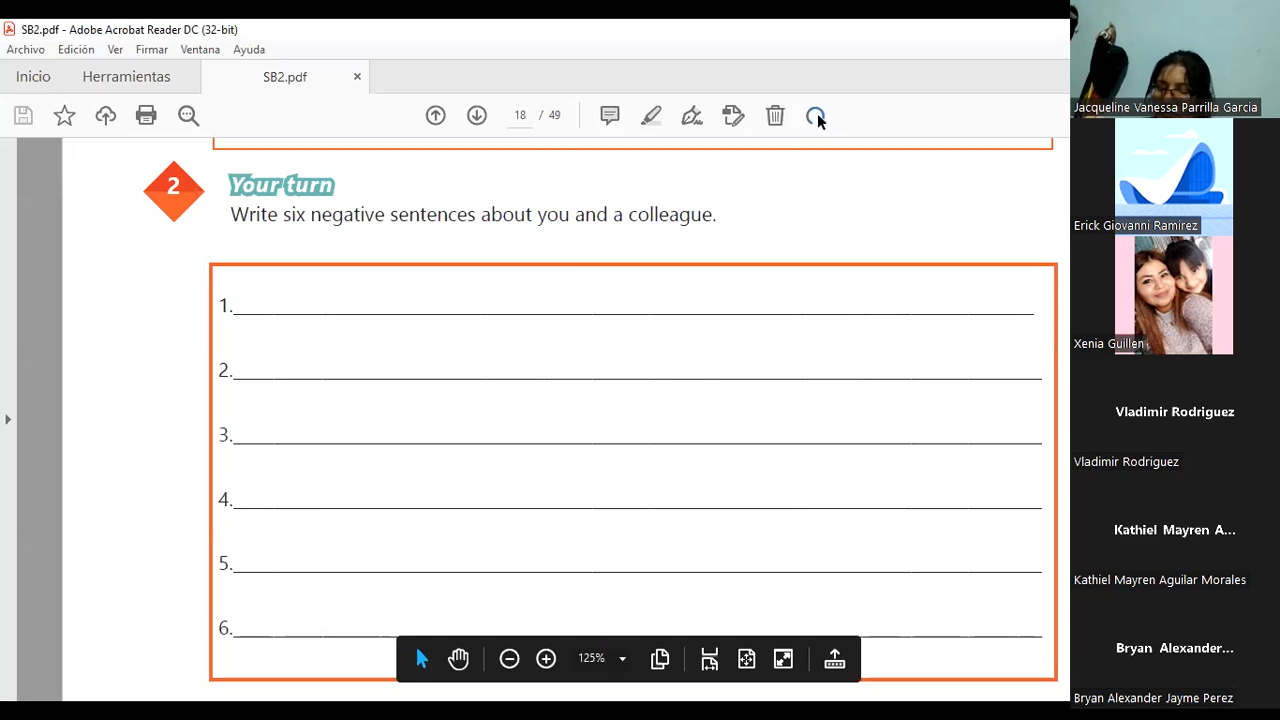 SB2.pdf - Adobe Acrobat Reader DC (32-bit)
Archivo Edición Ver Firmar Ventana Ayuda
Inicio Herramientas SB2.pdf ×
18 / 49
2 Your turn
Write six negative sentences about you and a colleague.
1.
2.
3.
4.
5.
6.
125%
Jacqueline Vanessa Parrilla Garcia
Erick Giovanni Ramirez
Xenia Guillen
Vladimir Rodriguez
Vladimir Rodriguez
Kathiel Mayren A...
Kathiel Mayren Aguilar Morales
Bryan Alexander...
Bryan Alexander Jayme Perez